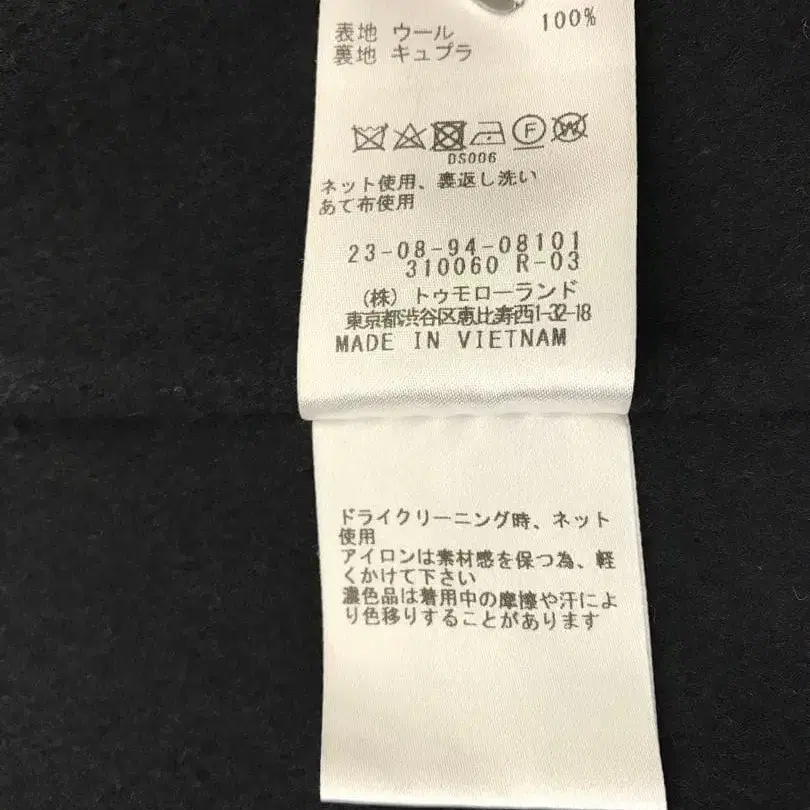 表地 ウール 100%
裏地 キュプラ
F W
DS006
ネット使用、裏返し洗い
あて布使用
23-08-94-08101
310060 R-03
(株) トゥモローランド
東京都渋谷区恵比寿西1-32-18
MADE IN VIETNAM
ドライクリーニング時、ネット
使用
アイロンは素材感を保つ為、軽
くかけて下さい
濃色品は着用中の摩擦や汗によ
り色移りすることがあります